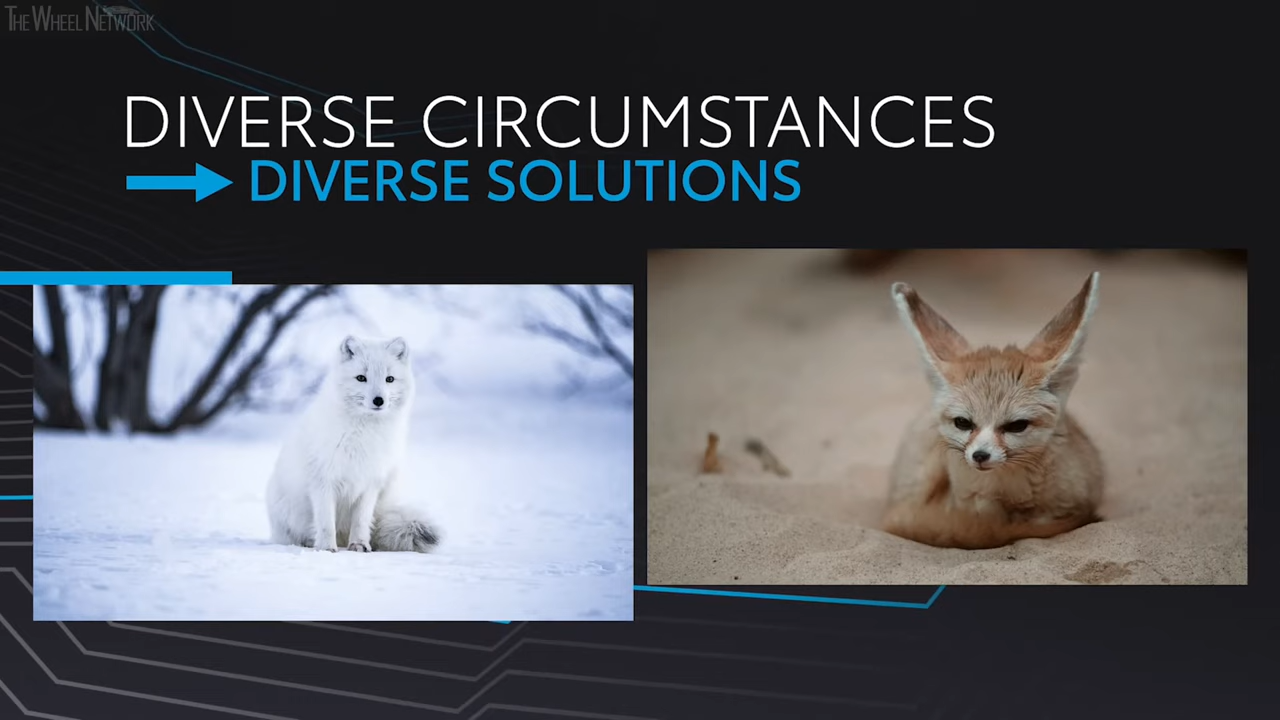 THE WHEEL NETWORK
DIVERSE CIRCUMSTANCES
DIVERSE SOLUTIONS